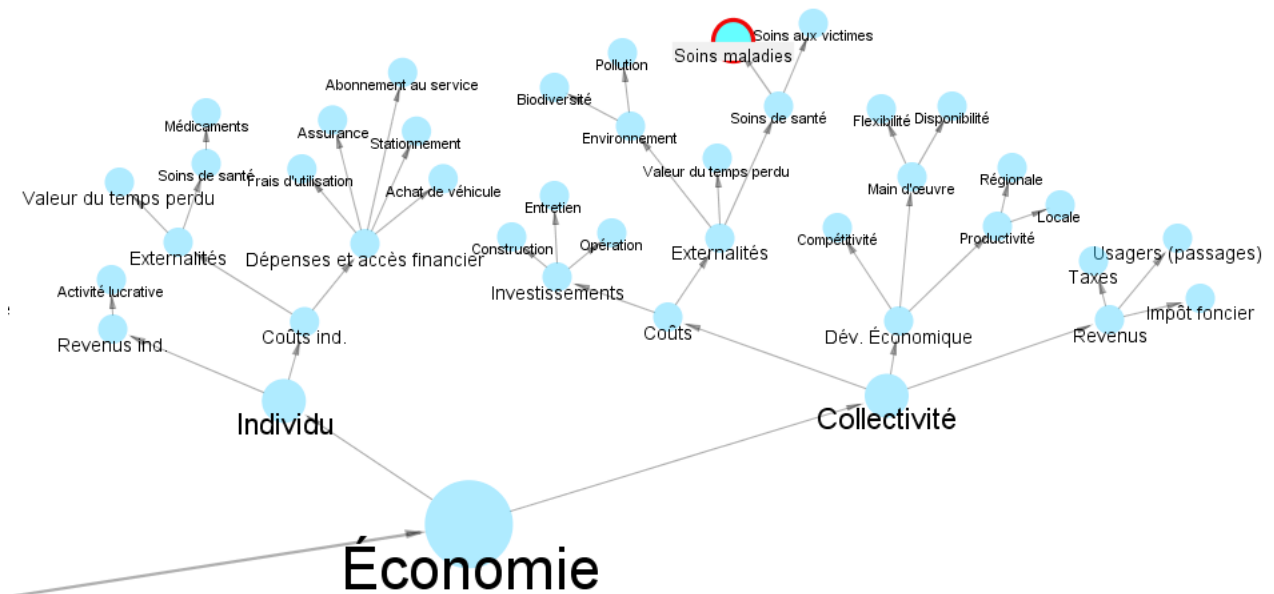 Soins aux victimes
Soins maladies
Pollution
Abonnement au service
Biodiversité
Soins de santé
Flexibilité
Disponibilité
Médicaments
Assurance
Stationnement
Environnement
Valeur du temps perdu
Soins de santé
Frais d'utilisation
Achat de véhicule
Main d'œuvre
Régionale
Valeur du temps perdu
Entretien
Locale
Construction
Opération
Compétitivité
Productivité
Externalités
Dépenses et accès financier
Externalités
Usagers (passages)
Taxes
Activité lucrative
Investissements
Impôt foncier
Revenus ind.
Coûts ind.
Coûts
Dév. Économique
Revenus
Individu
Collectivité
Économie